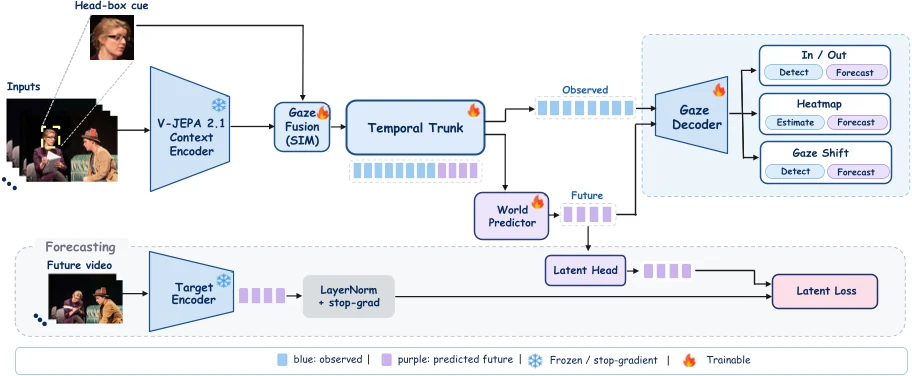 Head-box cue
Inputs
V-JEPA 2.1
Context
Encoder
Gaze
Fusion
(SIM)
Temporal Trunk
Observed
Gaze
Decoder
In / Out
Detect
Forecast
Heatmap
Estimate
Forecast
Gaze Shift
Detect
Forecast
World
Predictor
Future
Forecasting
Future video
Target
Encoder
LayerNorm
+ stop-grad
Latent Head
Latent Loss
blue: observed |
purple: predicted future |
Frozen / stop-gradient |
Trainable